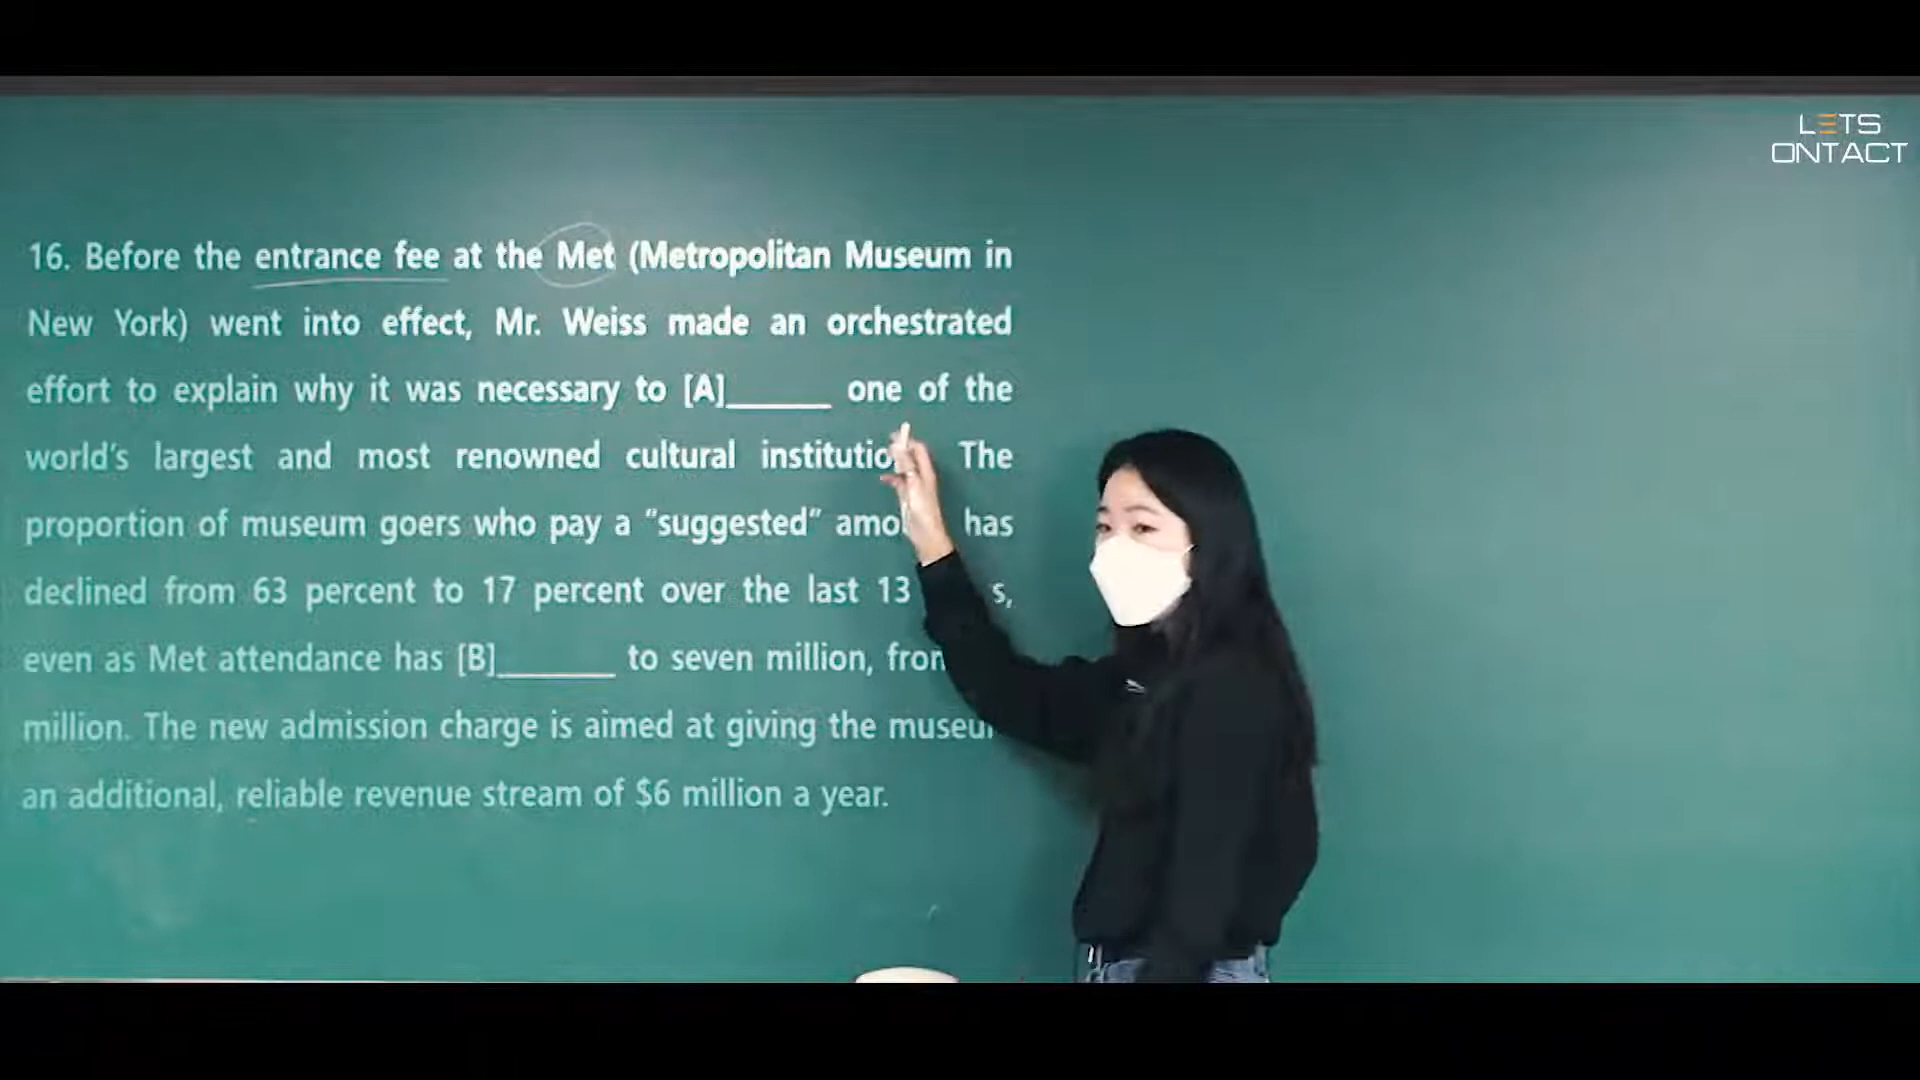 LETS
ONTACT
16. Before the entrance fee at the Met (Metropolitan Museum in
New York) went into effect, Mr. Weiss made an orchestrated
effort to explain why it was necessary to [A]______ one of the
world's largest and most renowned cultural The
proportion of museum goers who pay a "suggested" has
declined from 63 percent to 17 percent over the last 13
even as Met attendance has [B]_______ to seven million,
million. The new admission charge is aimed at giving the
an additional, reliable revenue stream of $6 million a year.